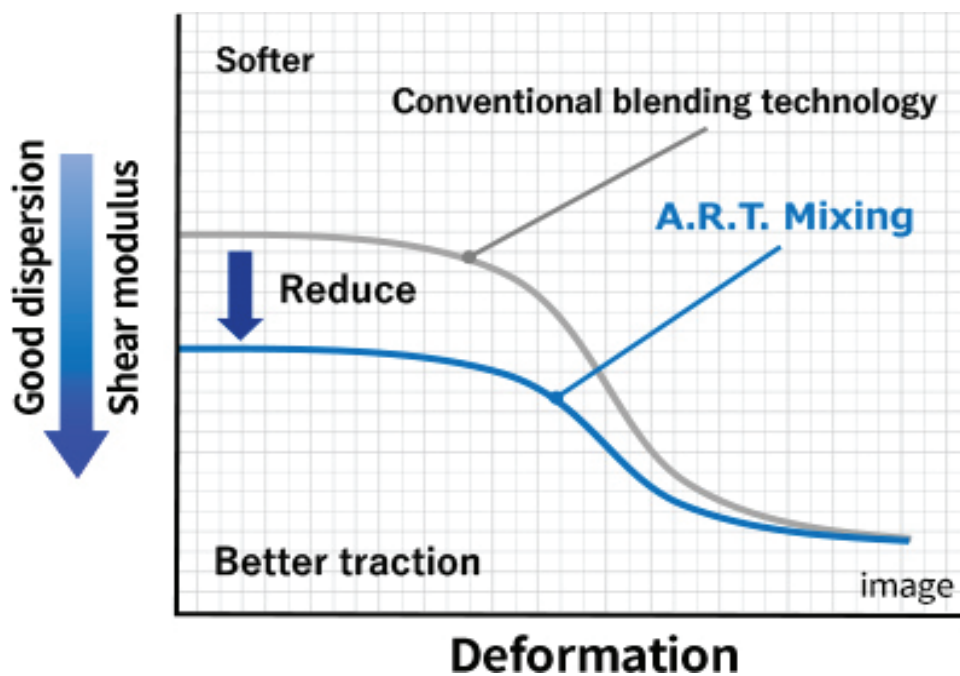 Softer
Conventional blending technology
A.R.T. Mixing
Good dispersion
Shear modulus
Reduce
Better traction
image
Deformation